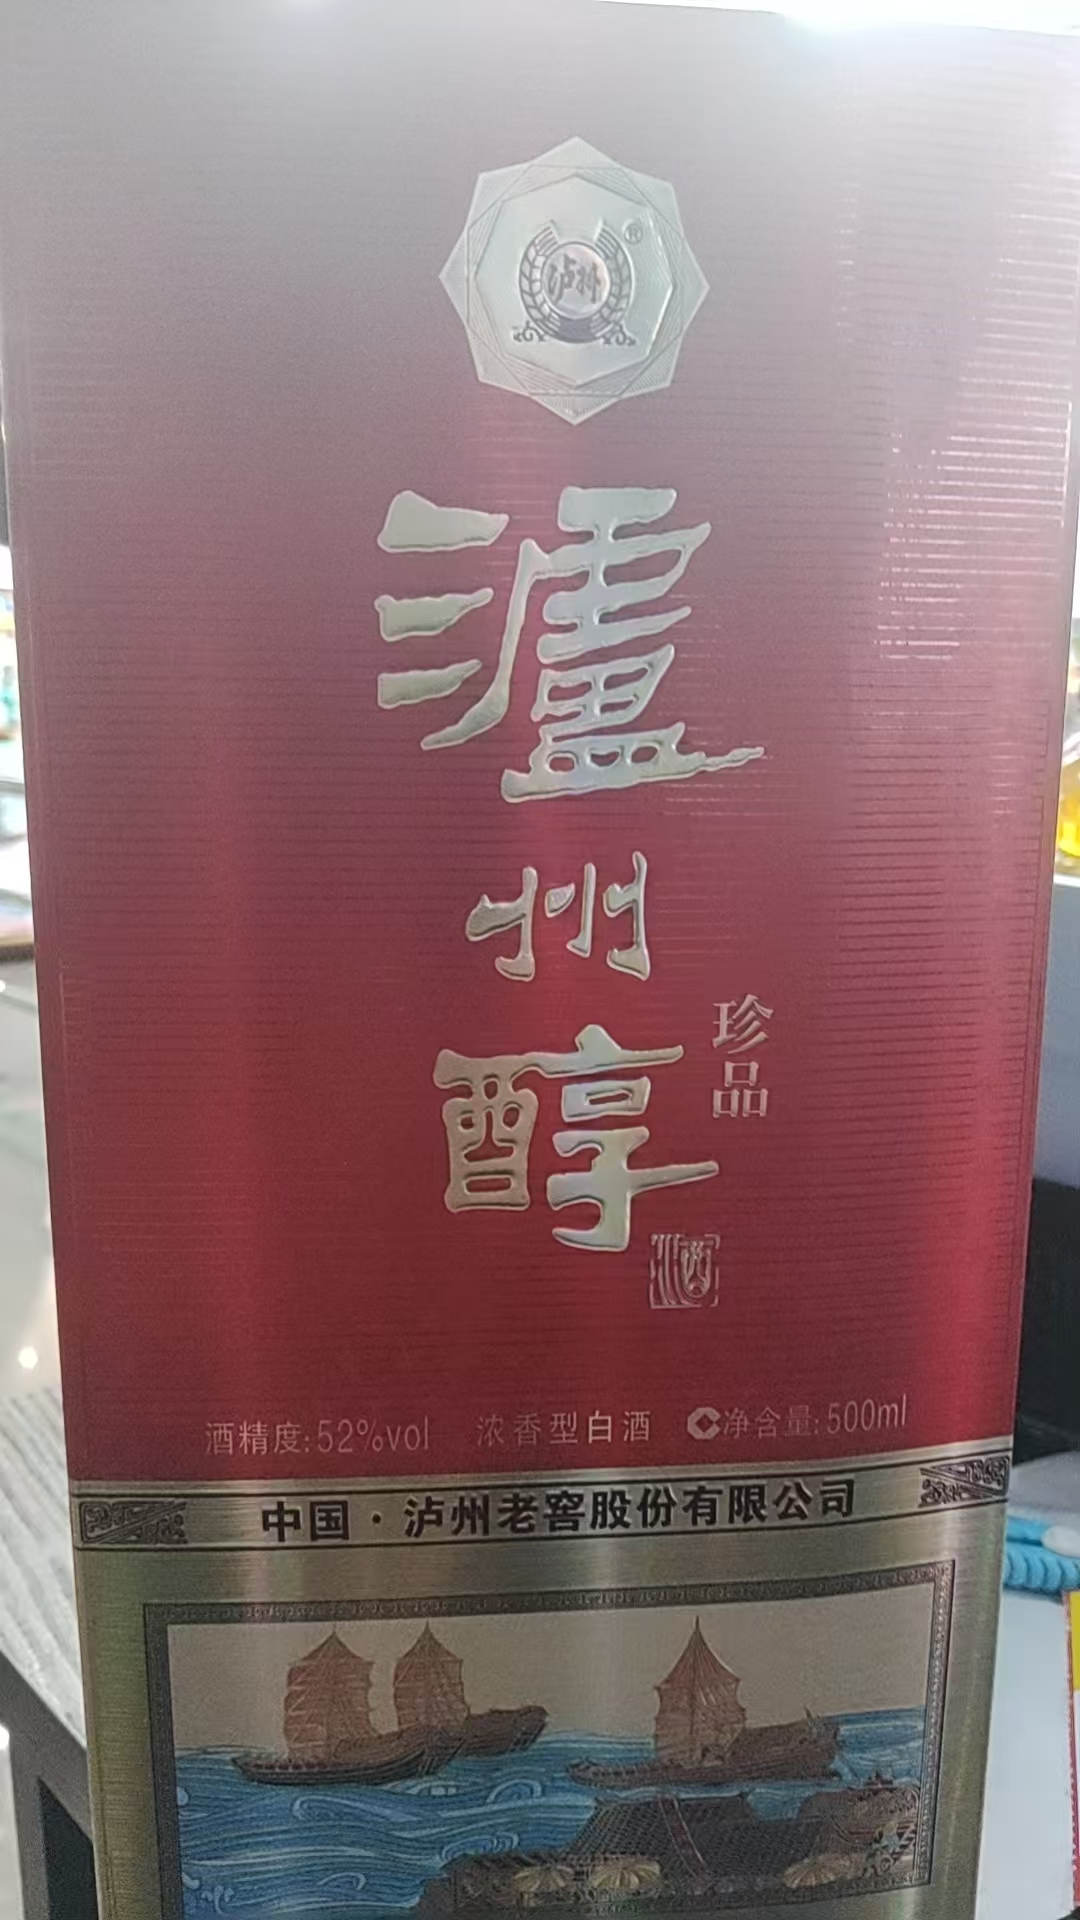 泸州
®
瀘
州
醇
珍
品
酒
酒精度:52%vol 浓香型白酒 C净含量:500ml
中国·泸州老窖股份有限公司